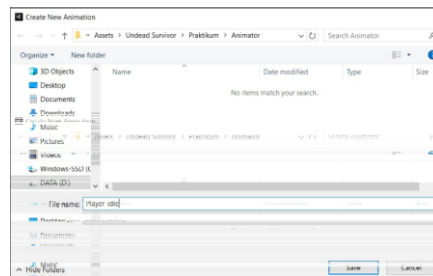 Create New Animation
« Assets > Undead Survivor > Praktikum > Animator
Search Animator
Organize
New folder
3D Objects
Name
Date modified
Type
Size
Desktop
No items match your search.
Documents
Downloads
Music
Pictures
Videos
Windows-SSD (C
DATA (D:)
File name: Player idle
Documents
Music
Hide Folders
Save
Cancel